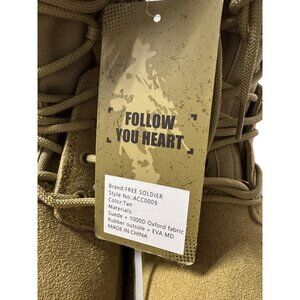 FOLLOW
YOU HEART
Brand:FREE SOLDIER
Style No.:ACC0009
Color:Tan
Materials:
Suede + 1000D Oxford fabric
Rubber outsole + EVA MD
MADE IN CHINA